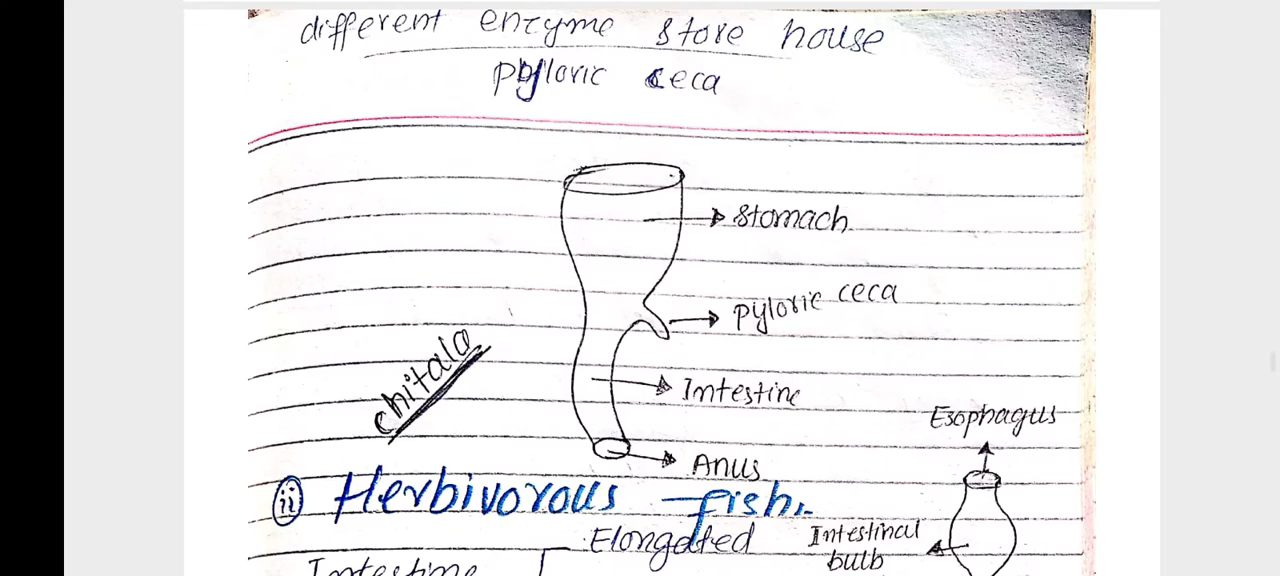 different enzyme store house
pyloric ceca
Stomach
pyloric ceca
chitala
Intestine
Esophagus
Anus
ii Herbivorous fish.
Elongated
Intestinal
bulb
Intestine